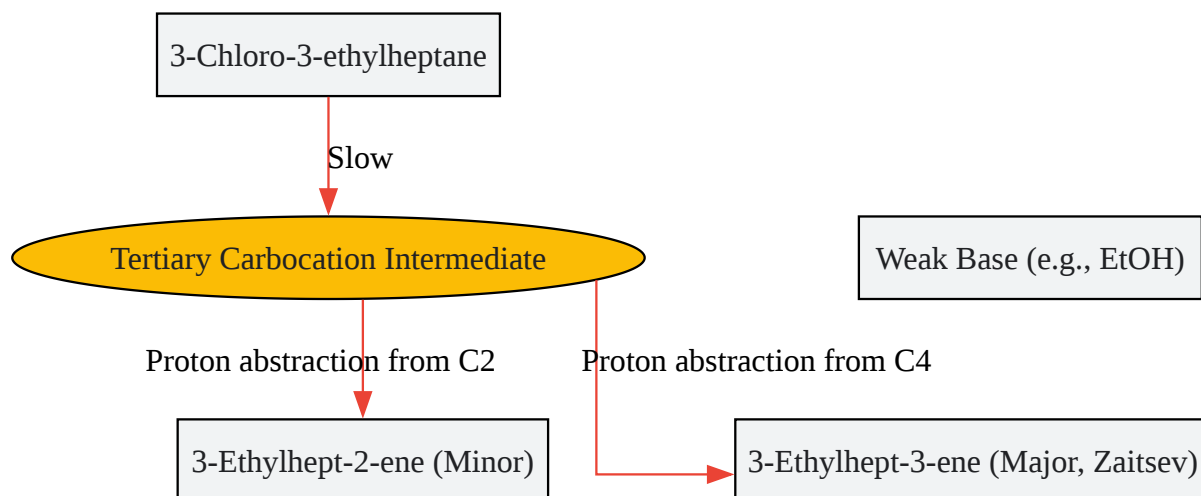 3-Chloro-3-ethylheptane
Slow
Tertiary Carbocation Intermediate
Weak Base (e.g., EtOH)
Proton abstraction from C2
Proton abstraction from C4
3-Ethylhept-2-ene (Minor)
3-Ethylhept-3-ene (Major, Zaitsev)